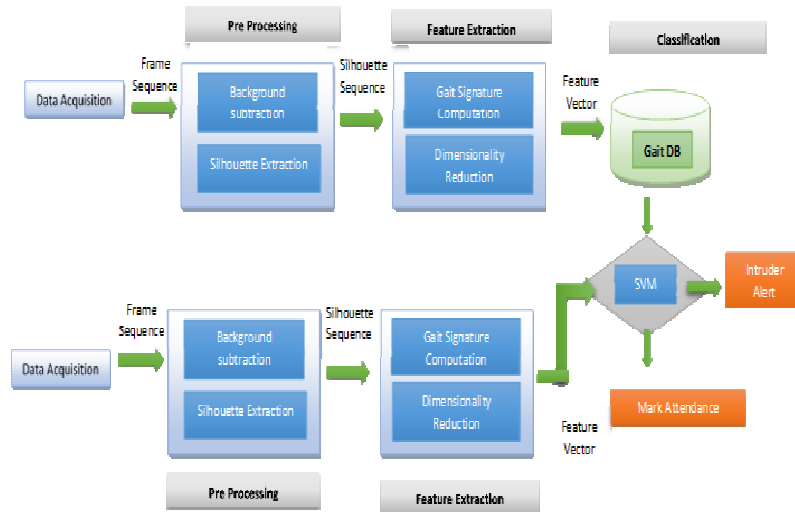 Pre Processing
Feature Extraction
Classification
Frame
Sequence
Silhouette
Sequence
Feature
Vector
Data Acquisition
Background
subtraction
Silhouette Extraction
Gait Signature
Computation
Dimensionality
Reduction
Gait DB
SVM
Intruder
Alert
Mark Attendance
Frame
Sequence
Silhouette
Sequence
Data Acquisition
Background
subtraction
Silhouette Extraction
Gait Signature
Computation
Dimensionality
Reduction
Feature
Vector
Pre Processing
Feature Extraction